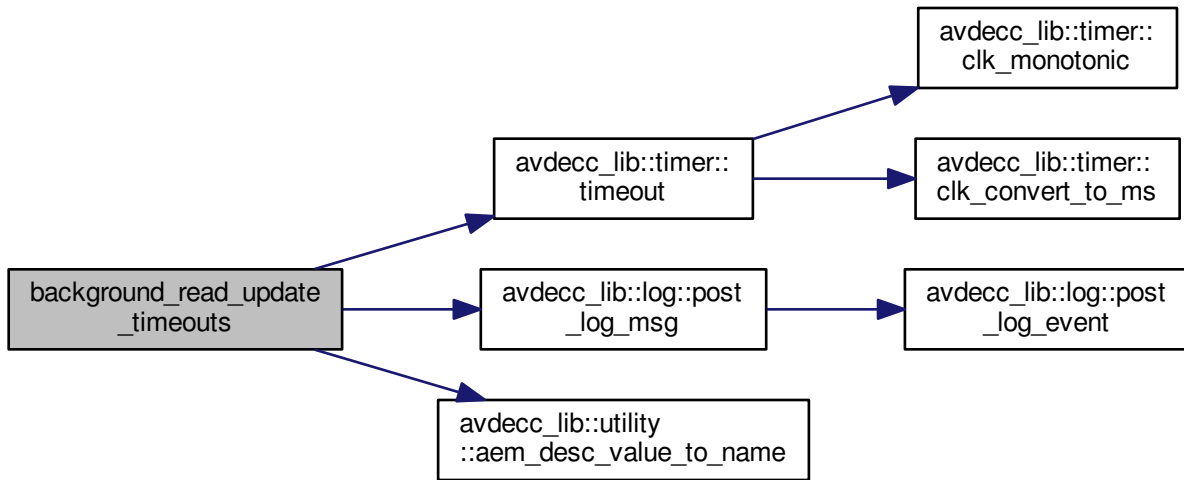 background_read_update
_timeouts
avdecc_lib::timer::
timeout
avdecc_lib::timer::
clk_monotonic
avdecc_lib::timer::
clk_convert_to_ms
avdecc_lib::log::post
_log_msg
avdecc_lib::log::post
_log_event
avdecc_lib::utility
::aem_desc_value_to_name